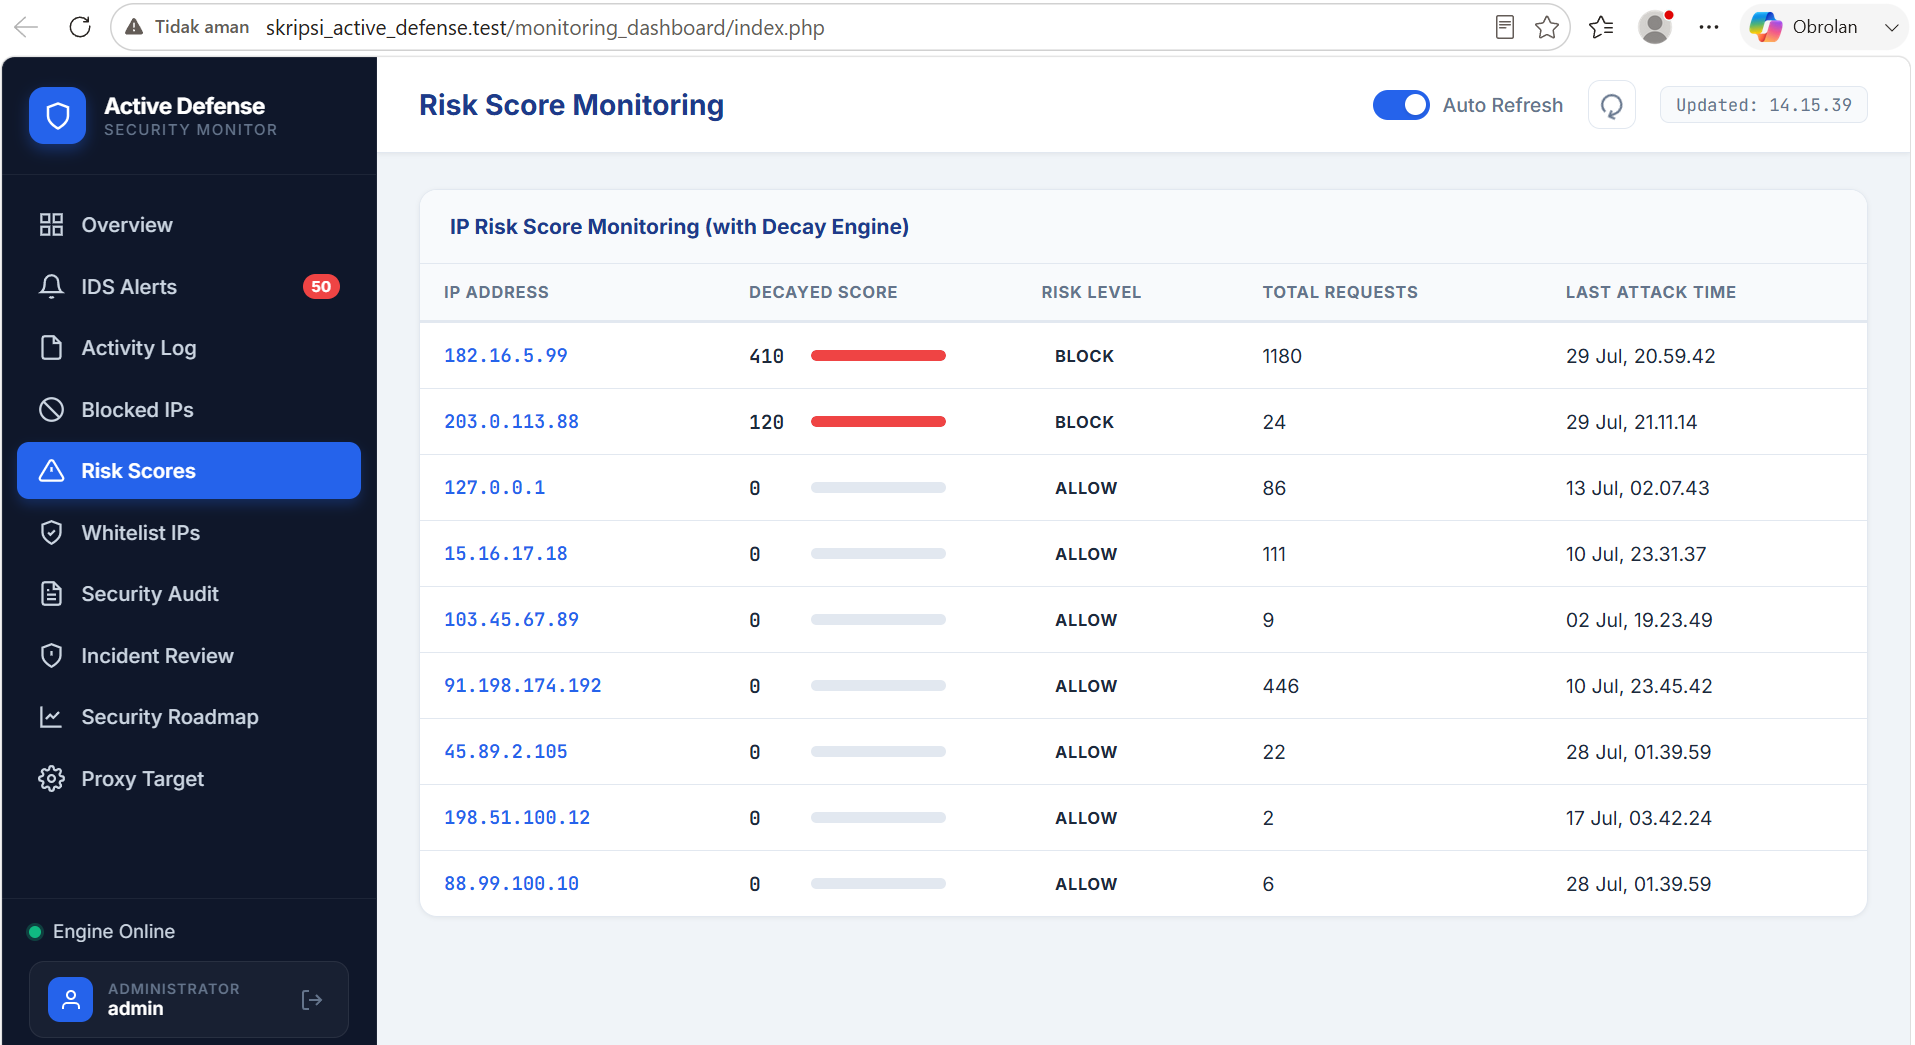 Tidak aman skripsi_active_defense.test/monitoring_dashboard/index.php Obrolan
Active Defense
SECURITY MONITOR
Overview
IDS Alerts 50
Activity Log
Blocked IPs
Risk Scores
Whitelist IPs
Security Audit
Incident Review
Security Roadmap
Proxy Target
Engine Online
ADMINISTRATOR
admin
Risk Score Monitoring Auto Refresh Updated: 14.15.39
IP Risk Score Monitoring (with Decay Engine)
IP ADDRESS DECAYED SCORE RISK LEVEL TOTAL REQUESTS LAST ATTACK TIME
182.16.5.99 410 BLOCK 1180 29 Jul, 20.59.42
203.0.113.88 120 BLOCK 24 29 Jul, 21.11.14
127.0.0.1 0 ALLOW 86 13 Jul, 02.07.43
15.16.17.18 0 ALLOW 111 10 Jul, 23.31.37
103.45.67.89 0 ALLOW 9 02 Jul, 19.23.49
91.198.174.192 0 ALLOW 446 10 Jul, 23.45.42
45.89.2.105 0 ALLOW 22 28 Jul, 01.39.59
198.51.100.12 0 ALLOW 2 17 Jul, 03.42.24
88.99.100.10 0 ALLOW 6 28 Jul, 01.39.59